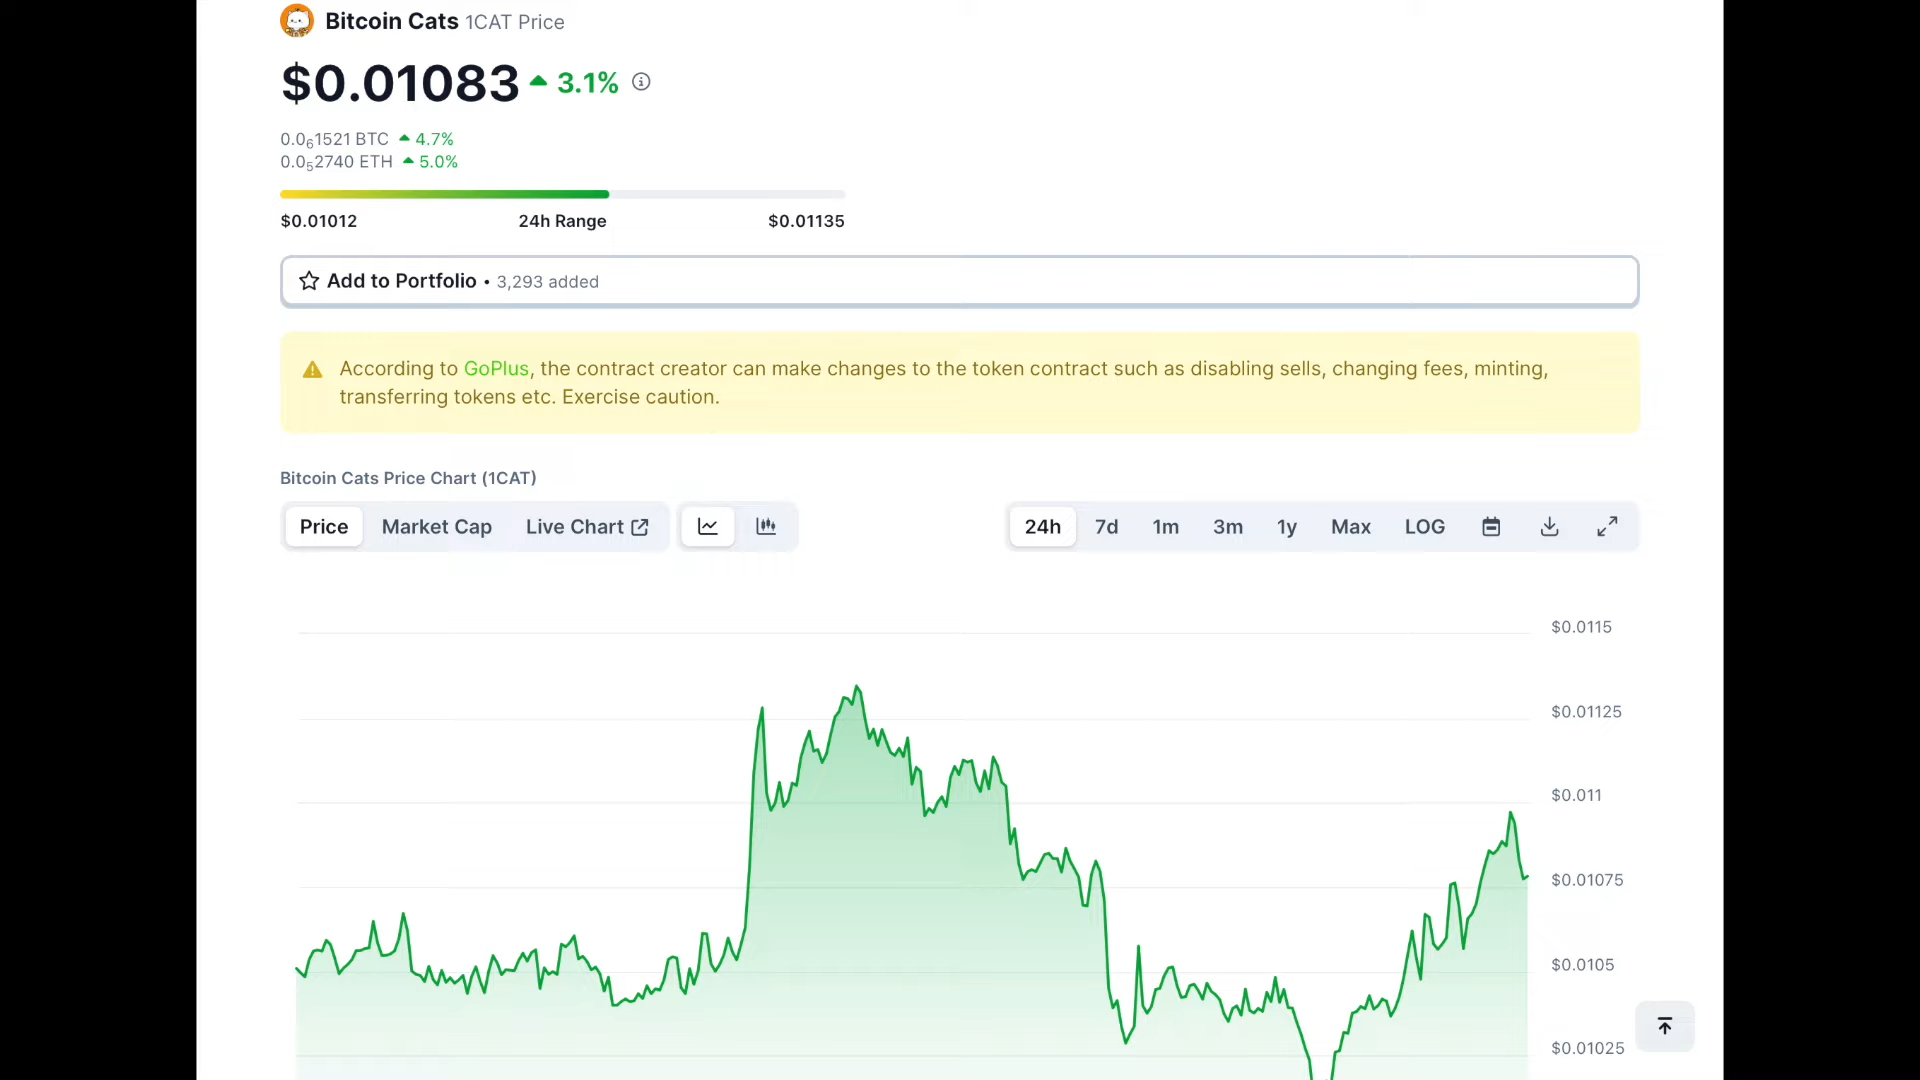 Bitcoin Cats 1CAT Price
$0.01083 3.1%
0.0₆1521 BTC 4.7%
0.0₅2740 ETH 5.0%
$0.01012 24h Range $0.01135
Add to Portfolio • 3,293 added
According to GoPlus, the contract creator can make changes to the token contract such as disabling sells, changing fees, minting,
transferring tokens etc. Exercise caution.
Bitcoin Cats Price Chart (1CAT)
Price Market Cap Live Chart 24h 7d 1m 3m 1y Max LOG
$0.0115
$0.01125
$0.011
$0.01075
$0.0105
$0.01025